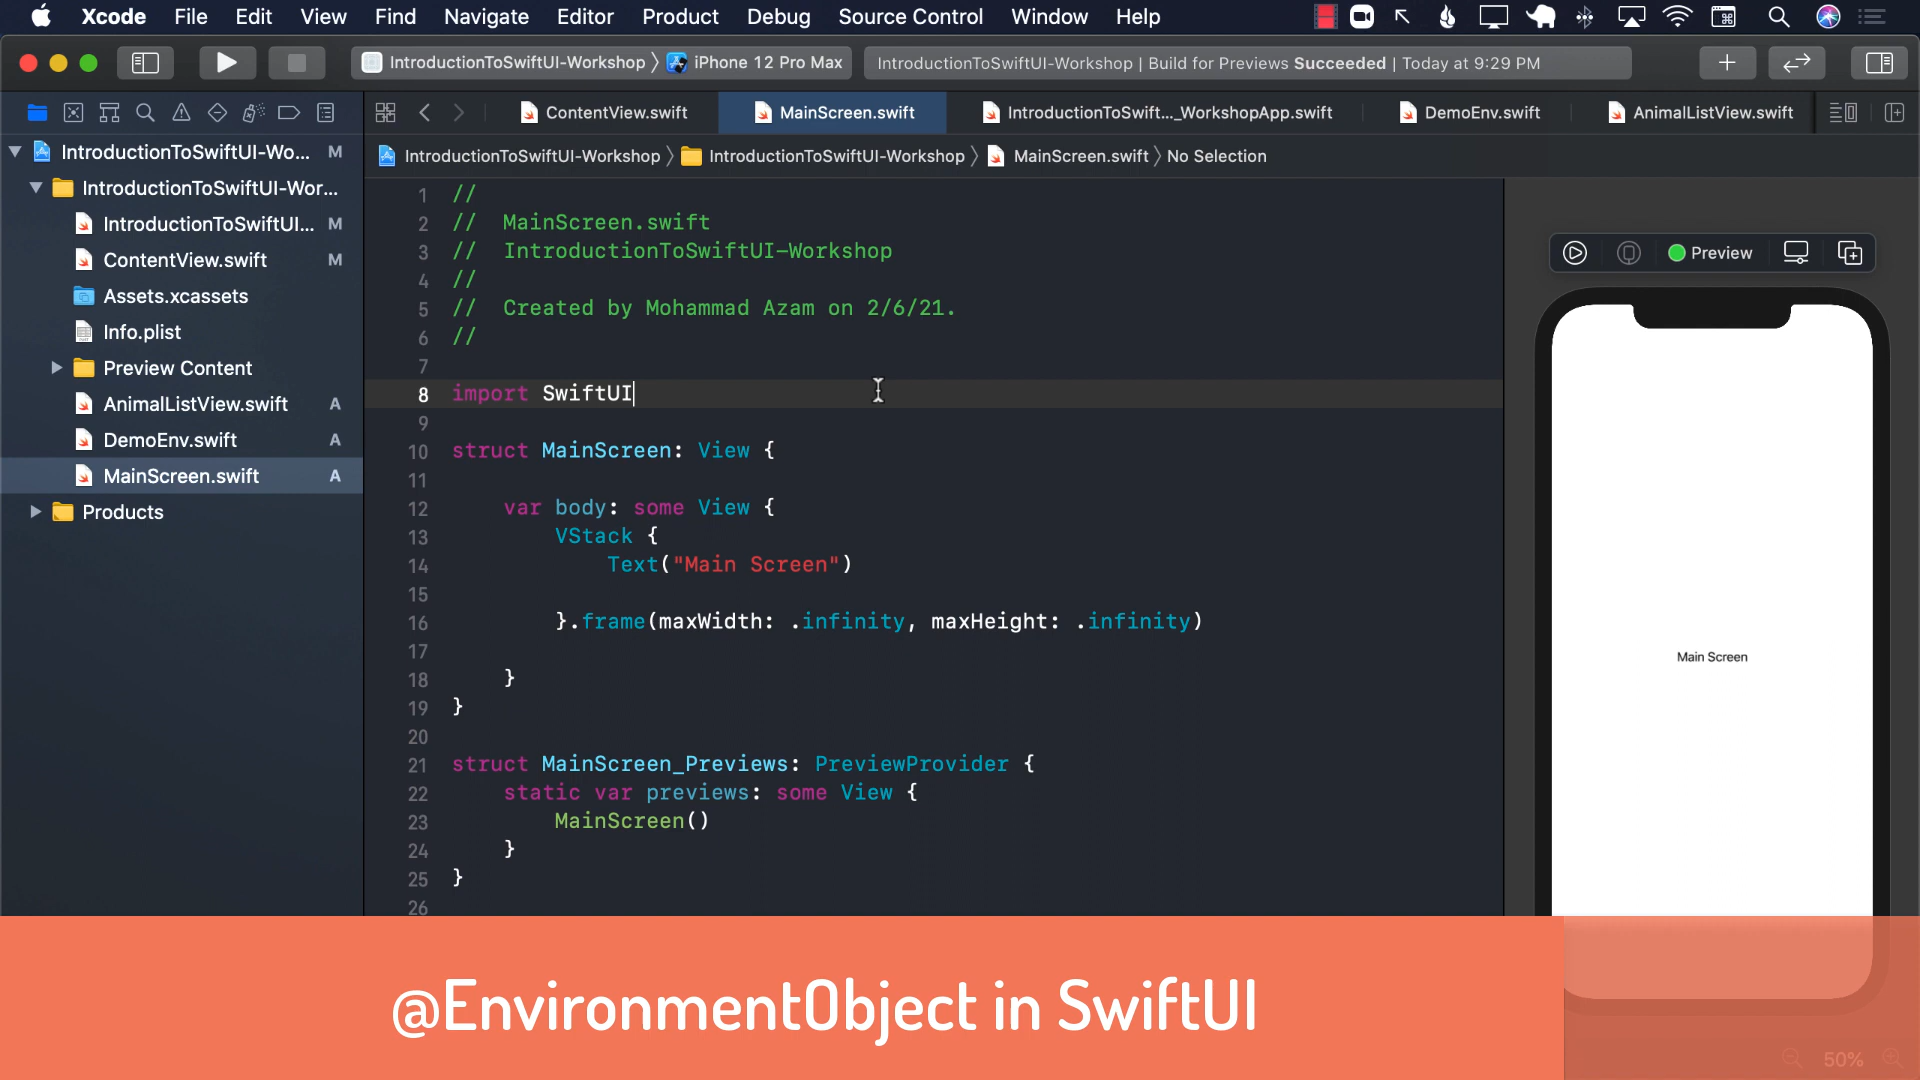 Xcode File Edit View Find Navigate Editor Product Debug Source Control Window Help
IntroductionToSwiftUI-Workshop 〉 iPhone 12 Pro Max
IntroductionToSwiftUI-Workshop | Build for Previews Succeeded | Today at 9:29 PM
ContentView.swift
MainScreen.swift
IntroductionToSwift..._WorkshopApp.swift
DemoEnv.swift
AnimalListView.swift
IntroductionToSwiftUI-Workshop 〉 IntroductionToSwiftUI-Workshop 〉 MainScreen.swift 〉 No Selection
IntroductionToSwiftUI-Wo... M
IntroductionToSwiftUI-Wor...
IntroductionToSwiftUI... M
ContentView.swift M
Assets.xcassets
Info.plist
Preview Content
AnimalListView.swift A
DemoEnv.swift A
MainScreen.swift A
Products
1 //
2 //  MainScreen.swift
3 //  IntroductionToSwiftUI-Workshop
4 //
5 //  Created by Mohammad Azam on 2/6/21.
6 //
7
8 import SwiftUI
9
10 struct MainScreen: View {
11
12     var body: some View {
13         VStack {
14             Text("Main Screen")
15
16         }.frame(maxWidth: .infinity, maxHeight: .infinity)
17
18     }
19 }
20
21 struct MainScreen_Previews: PreviewProvider {
22     static var previews: some View {
23         MainScreen()
24     }
25 }
26
Preview
Main Screen
@EnvironmentObject in SwiftUI
50%